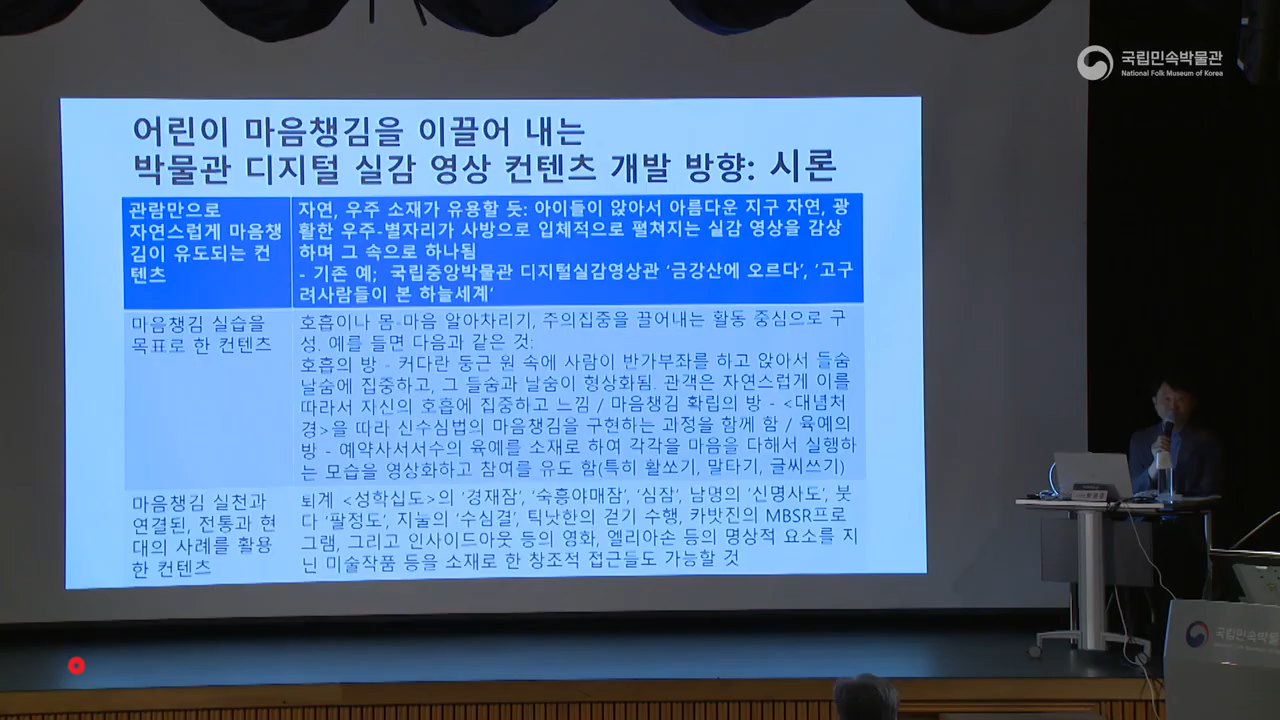 국립민속박물관
National Folk Museum of Korea
어린이 마음챙김을 이끌어 내는
박물관 디지털 실감 영상 컨텐츠 개발 방향: 시론
관람만으로
자연스럽게 마음챙
김이 유도되는 컨
텐츠
자연, 우주 소재가 유용할 듯: 아이들이 앉아서 아름다운 지구 자연, 광
활한 우주-별자리가 사방으로 입체적으로 펼쳐지는 실감 영상을 감상
하며 그 속으로 하나됨
- 기존 예; 국립중앙박물관 디지털실감영상관 ‘금강산에 오르다’, ‘고구
려사람들이 본 하늘세계‘
마음챙김 실습을
목표로 한 컨텐츠
호흡이나 몸-마음 알아차리기, 주의집중을 끌어내는 활동 중심으로 구
성. 예를 들면 다음과 같은 것:
호흡의 방 - 커다란 둥근 원 속에 사람이 반가부좌를 하고 앉아서 들숨
날숨에 집중하고, 그 들숨과 날숨이 형상화됨. 관객은 자연스럽게 이를
따라서 자신의 호흡에 집중하고 느낌 / 마음챙김 확립의 방 - <대념처
경>을 따라 신수심법의 마음챙김을 구현하는 과정을 함께 함 / 육예의
방 - 예악사서서수의 육예를 소재로 하여 각각을 마음을 다해서 실행하
는 모습을 영상화하고 참여를 유도 함(특히 활쏘기, 말타기, 글씨쓰기)
마음챙김 실천과
연결된, 전통과 현
대의 사례를 활용
한 컨텐츠
퇴계 <성학십도>의 ‘경재잠’, ‘숙흥야매잠’, ‘심잠’, 남명의 ‘신명사도’, 붓
다 ‘팔정도’, 지눌의 ‘수심결’, 틱낫한의 걷기 수행, 카밧진의 MBSR프로
그램, 그리고 인사이드아웃 등의 영화, 엘리아손 등의 명상적 요소를 지
닌 미술작품 등을 소재로 한 창조적 접근들도 가능할 것
국립민속박물